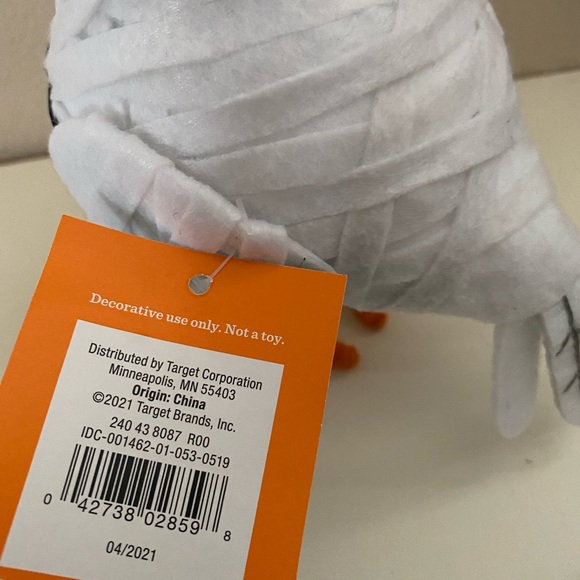 Decorative use only. Not a toy.
Distributed by Target Corporation
Minneapolis, MN 55403
Origin: China
©2021 Target Brands, Inc.
240 43 8087 R00
IDC-001462-01-053-0519
0 42738 02859 8
04/2021